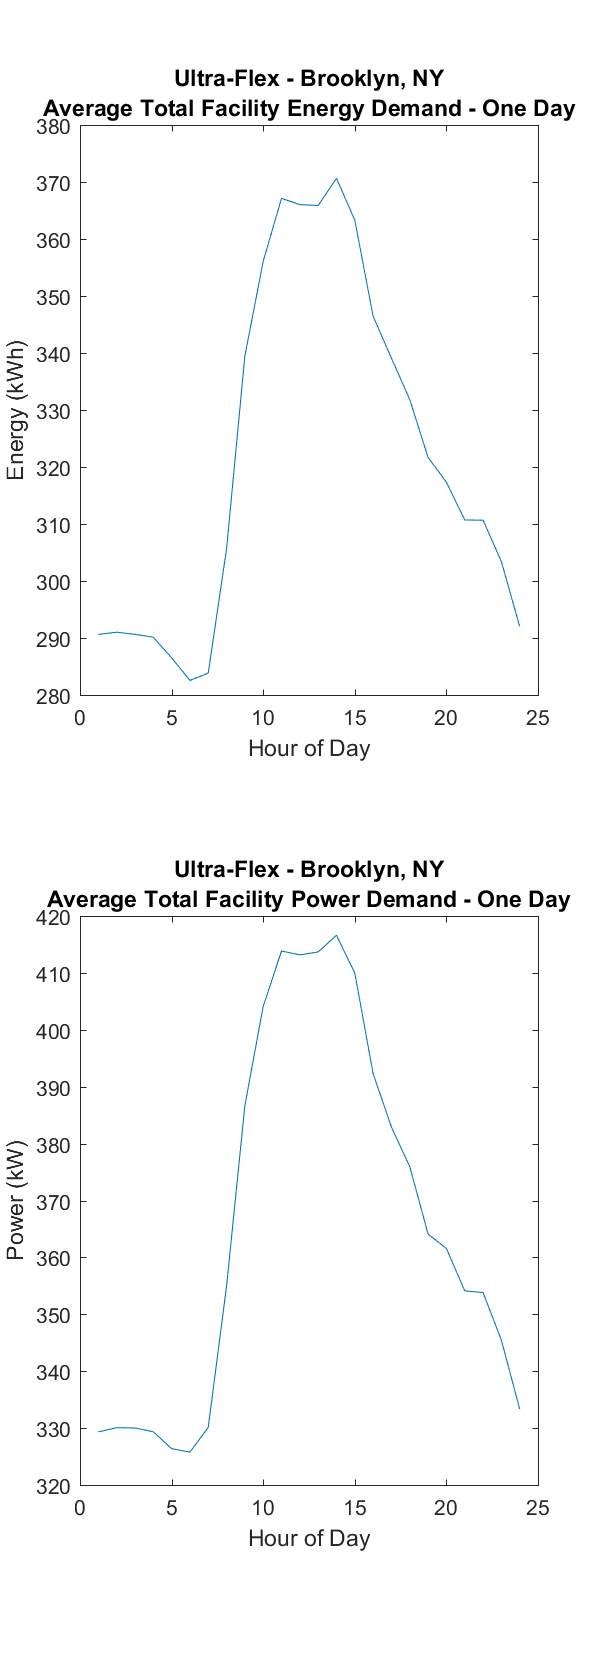 Ultra-Flex - Brooklyn, NY
Average Total Facility Energy Demand - One Day
380
370
360
350
340
330
320
310
300
290
280
Energy (kWh)
0 5 10 15 20 25
Hour of Day
Ultra-Flex - Brooklyn, NY
Average Total Facility Power Demand - One Day
420
410
400
390
380
370
360
350
340
330
320
Power (kW)
0 5 10 15 20 25
Hour of Day